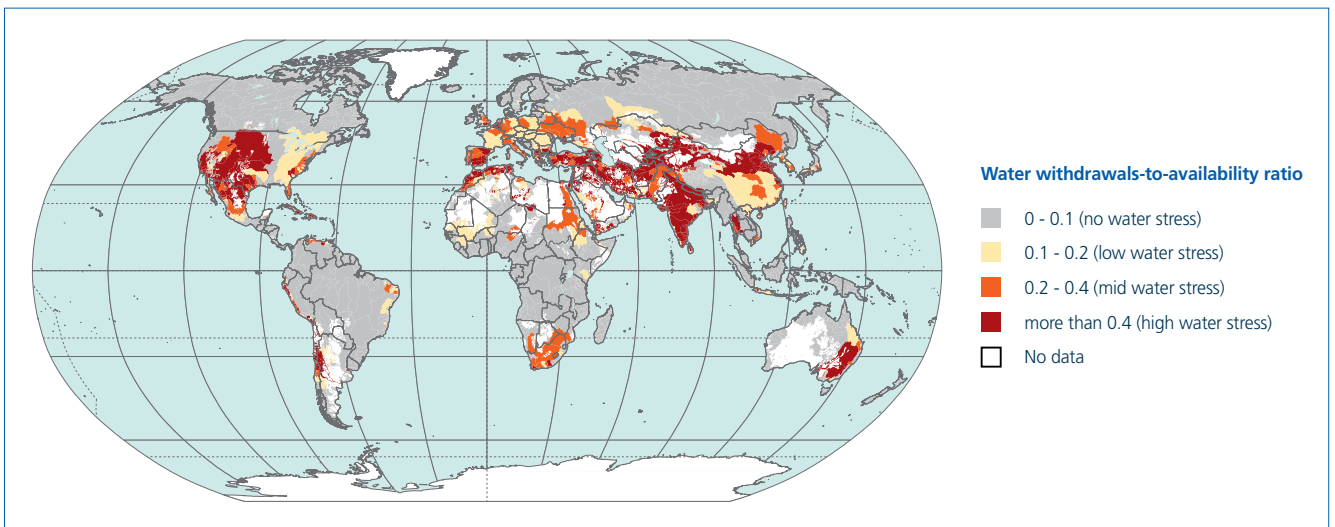 Water withdrawals-to-availability ratio
0 - 0.1 (no water stress)
0.1 - 0.2 (low water stress)
0.2 - 0.4 (mid water stress)
more than 0.4 (high water stress)
No data